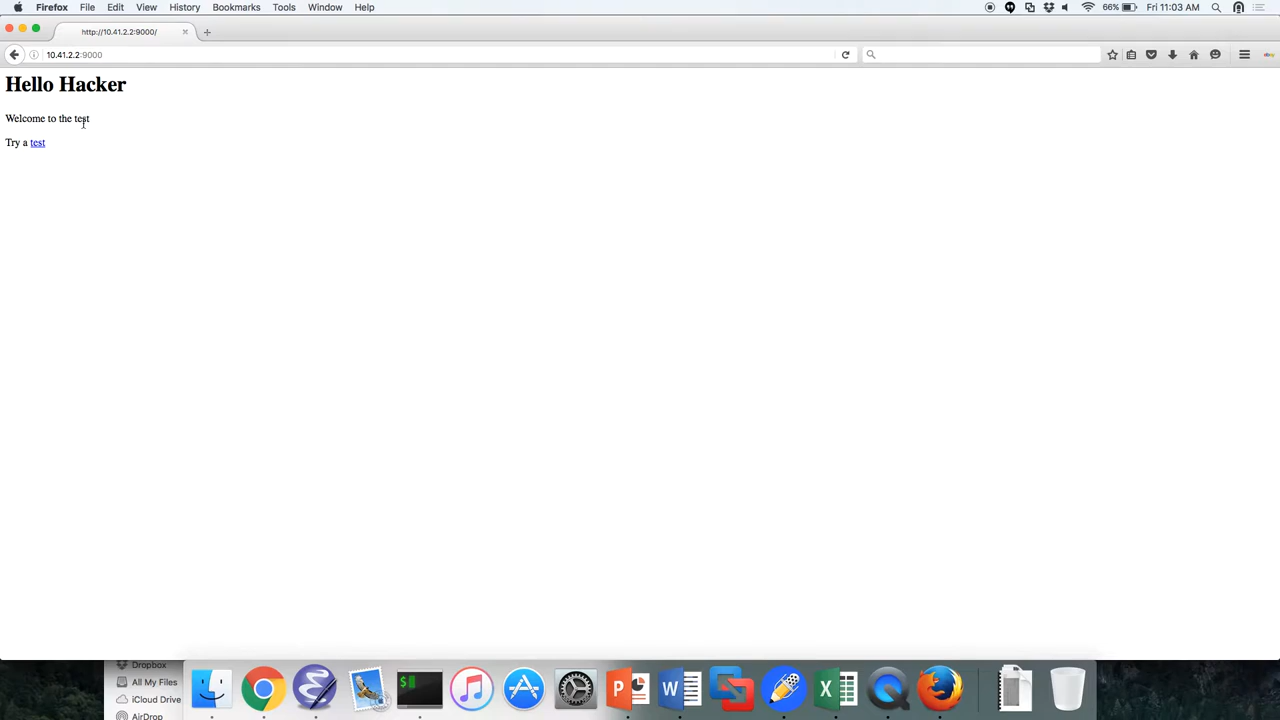 Firefox File Edit View History Bookmarks Tools Window Help 66% Fri 11:03 AM
http://10.41.2.2:9000/
10.41.2.2:9000
Hello Hacker
Welcome to the test
Try a test
Dropbox
All My Files
iCloud Drive
AirDrop